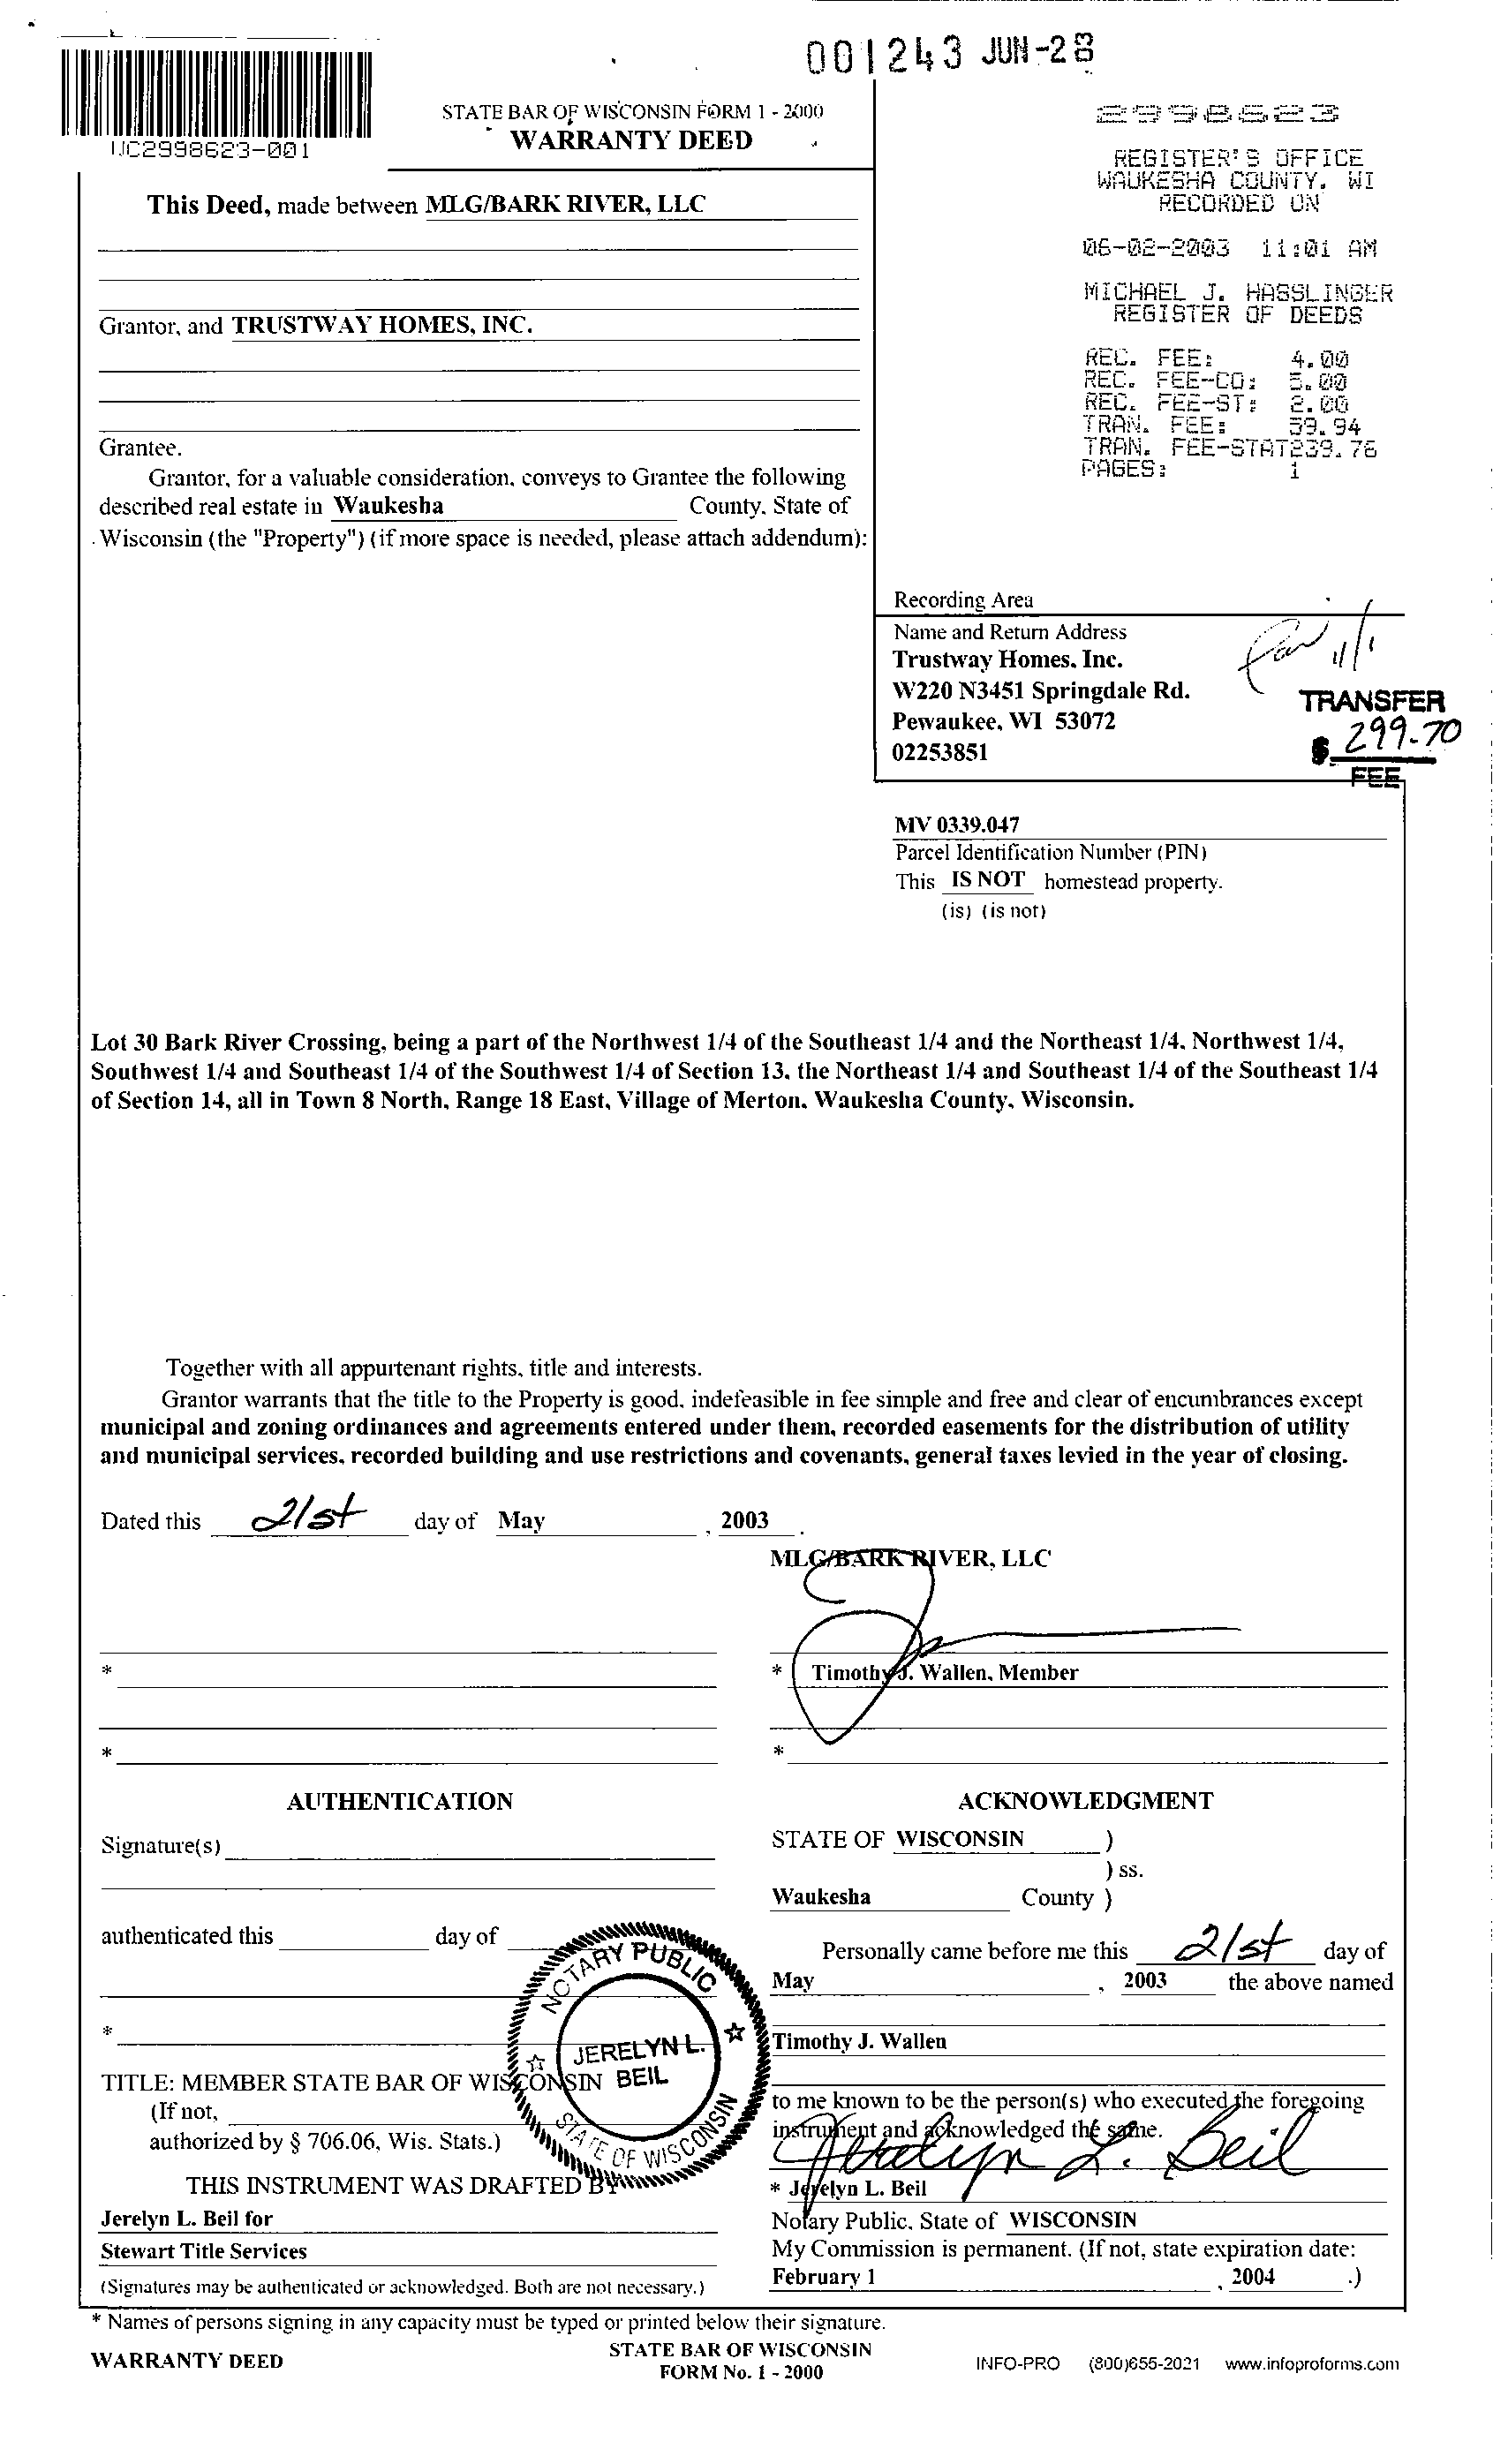 001243 JUN-2 03
UC2998623-001
STATE BAR OF WISCONSIN FORM 1 - 2000
WARRANTY DEED
This Deed, made between MLG/BARK RIVER, LLC
Grantor, and TRUSTWAY HOMES, INC.
Grantee.
Grantor, for a valuable consideration, conveys to Grantee the following
described real estate in Waukesha County, State of
Wisconsin (the "Property") (if more space is needed, please attach addendum):
2998623
REGISTER'S OFFICE
WAUKESHA COUNTY, WI
RECORDED ON
06-02-2003 11:01 AM
MICHAEL J. HASSLINGER
REGISTER OF DEEDS
REC. FEE: 4.00
REC. FEE-CO: 5.00
REC. FEE-ST: 2.00
TRAN. FEE: 59.94
TRAN. FEE-STAT239.76
PAGES: 1
Recording Area
Name and Return Address
Trustway Homes, Inc.
W220 N3451 Springdale Rd.
Pewaukee, WI 53072
02253851
TRANSFER
$ 299.70
FEE
MV 0339.047
Parcel Identification Number (PIN)
This IS NOT homestead property.
(is) (is not)
Lot 30 Bark River Crossing, being a part of the Northwest 1/4 of the Southeast 1/4 and the Northeast 1/4, Northwest 1/4,
Southwest 1/4 and Southeast 1/4 of the Southwest 1/4 of Section 13, the Northeast 1/4 and Southeast 1/4 of the Southeast 1/4
of Section 14, all in Town 8 North, Range 18 East, Village of Merton, Waukesha County, Wisconsin.
Together with all appurtenant rights, title and interests.
Grantor warrants that the title to the Property is good, indefeasible in fee simple and free and clear of encumbrances except
municipal and zoning ordinances and agreements entered under them, recorded easements for the distribution of utility
and municipal services, recorded building and use restrictions and covenants, general taxes levied in the year of closing.
Dated this 21st day of May , 2003 .
MLG/BARK RIVER, LLC
*
* Timothy J. Wallen, Member
*
*
AUTHENTICATION
Signature(s)
authenticated this day of
*
TITLE: MEMBER STATE BAR OF WISCONSIN
(If not,
authorized by § 706.06, Wis. Stats.)
THIS INSTRUMENT WAS DRAFTED BY
Jerelyn L. Beil for
Stewart Title Services
(Signatures may be authenticated or acknowledged. Both are not necessary.)
NOTARY PUBLIC
JERELYN L.
BEIL
STATE OF WISCONSIN
ACKNOWLEDGMENT
STATE OF WISCONSIN )
) ss.
Waukesha County )
Personally came before me this 21st day of
May , 2003 the above named
Timothy J. Wallen
to me known to be the person(s) who executed the foregoing
instrument and acknowledged the same.
Jerelyn L. Beil
* Jerelyn L. Beil
Notary Public, State of WISCONSIN
My Commission is permanent. (If not, state expiration date:
February 1 , 2004 .)
* Names of persons signing in any capacity must be typed or printed below their signature.
WARRANTY DEED
STATE BAR OF WISCONSIN
FORM No. 1 - 2000
INFO-PRO (800)655-2021 www.infoproforms.com